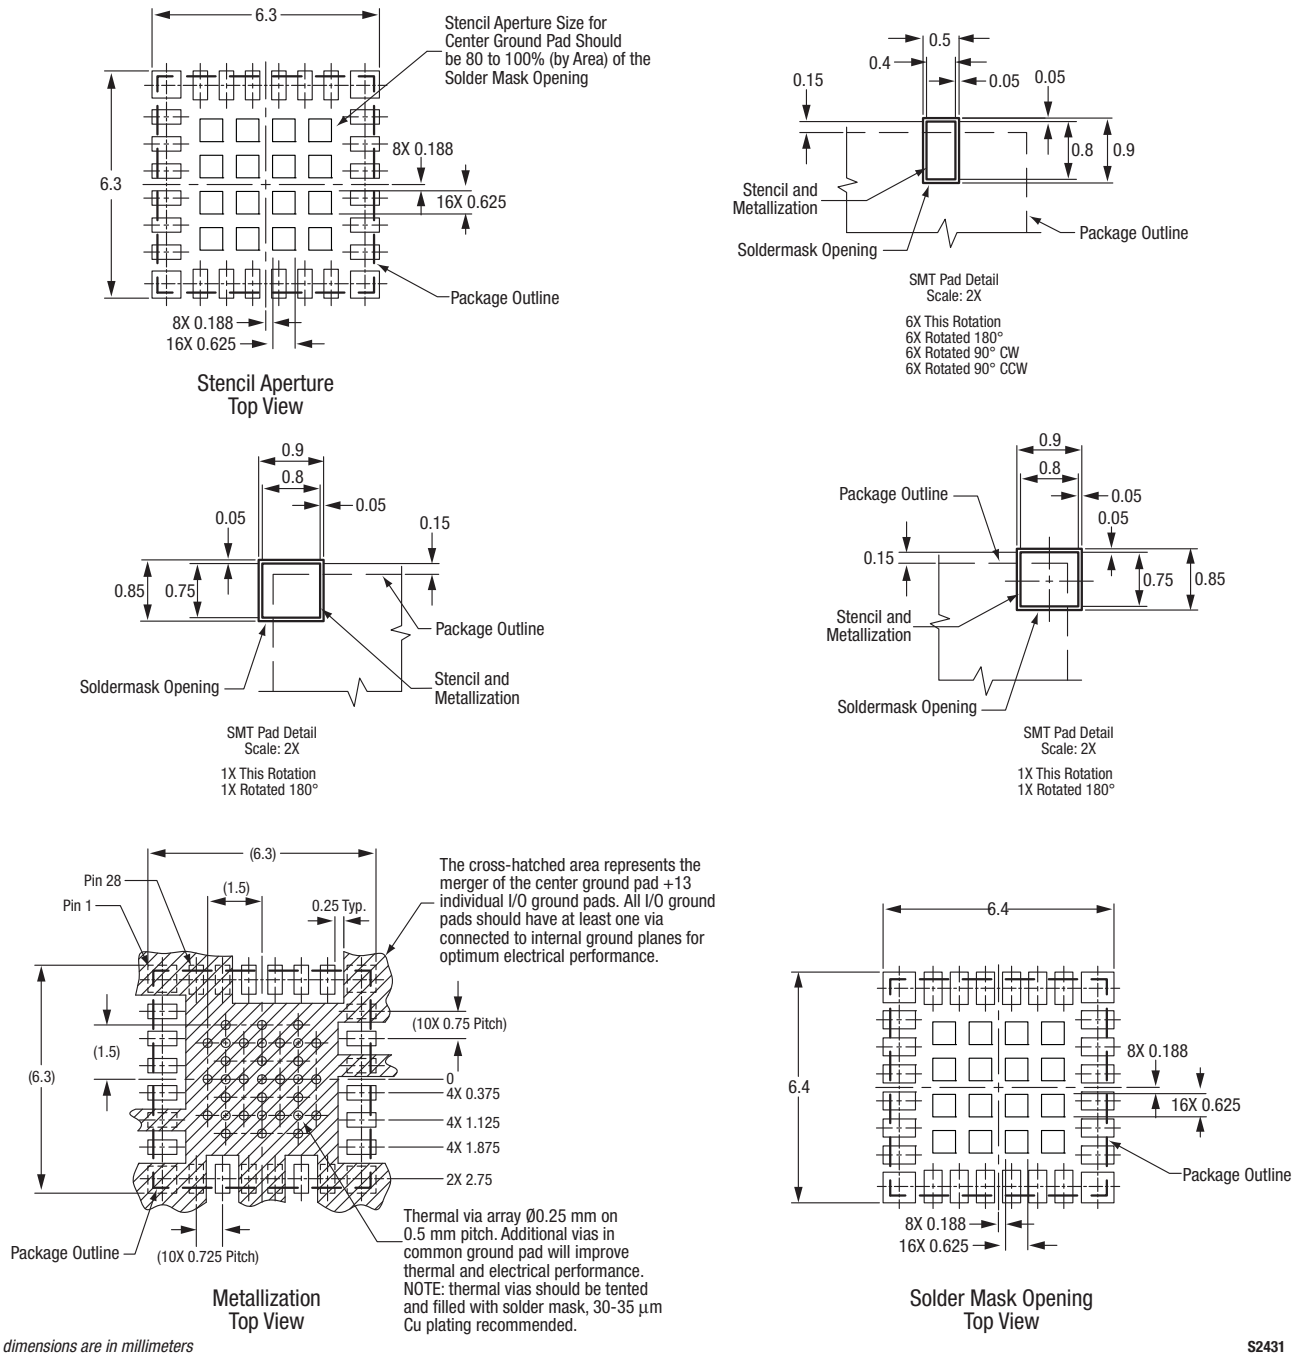 6.3
Stencil Aperture Size for
Center Ground Pad Should
be 80 to 100% (by Area) of the
Solder Mask Opening
6.3
8X 0.188
16X 0.625
Package Outline
8X 0.188
16X 0.625
Stencil Aperture
Top View
0.5
0.4
0.05
0.05
0.15
0.8
0.9
Stencil and
Metallization
Soldermask Opening
Package Outline
SMT Pad Detail
Scale: 2X
6X This Rotation
6X Rotated 180°
6X Rotated 90° CW
6X Rotated 90° CCW
0.9
0.8
0.05
0.05
0.15
0.85
0.75
Package Outline
Soldermask Opening
Stencil and
Metallization
SMT Pad Detail
Scale: 2X
1X This Rotation
1X Rotated 180°
0.9
0.8
Package Outline
0.05
0.05
0.15
0.75
0.85
Stencil and
Metallization
Soldermask Opening
SMT Pad Detail
Scale: 2X
1X This Rotation
1X Rotated 180°
(6.3)
Pin 28
(1.5)
Pin 1
0.25 Typ.
The cross-hatched area represents the
merger of the center ground pad +13
individual I/O ground pads. All I/O ground
pads should have at least one via
connected to internal ground planes for
optimum electrical performance.
(10X 0.75 Pitch)
(1.5)
(6.3)
0
4X 0.375
4X 1.125
4X 1.875
2X 2.75
Package Outline
(10X 0.725 Pitch)
Thermal via array Ø0.25 mm on
0.5 mm pitch. Additional vias in
common ground pad will improve
thermal and electrical performance.
NOTE: thermal vias should be tented
and filled with solder mask, 30-35 μm
Cu plating recommended.
Metallization
Top View
6.4
6.4
8X 0.188
16X 0.625
Package Outline
8X 0.188
16X 0.625
Solder Mask Opening
Top View
dimensions are in millimeters
S2431